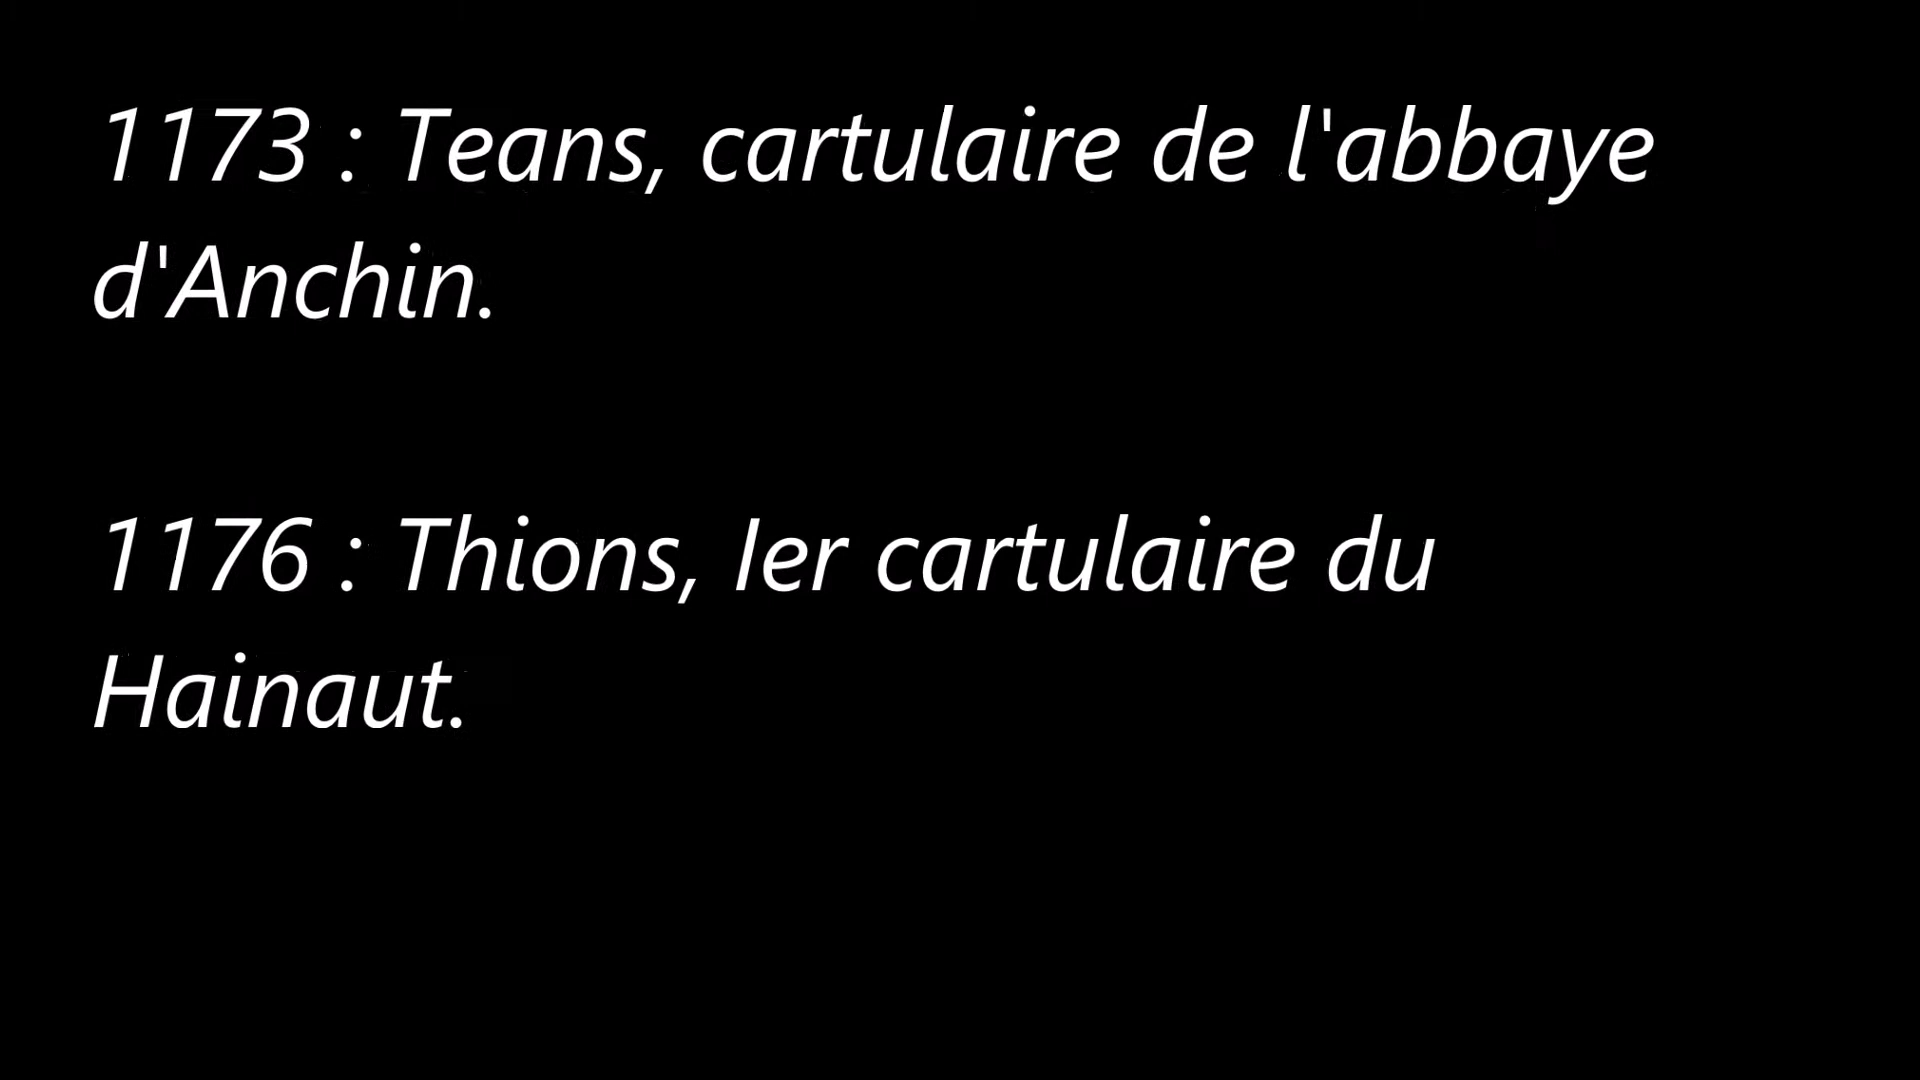 1173 : Teans, cartulaire de l'abbaye
d'Anchin.
1176 : Thions, Ier cartulaire du
Hainaut.